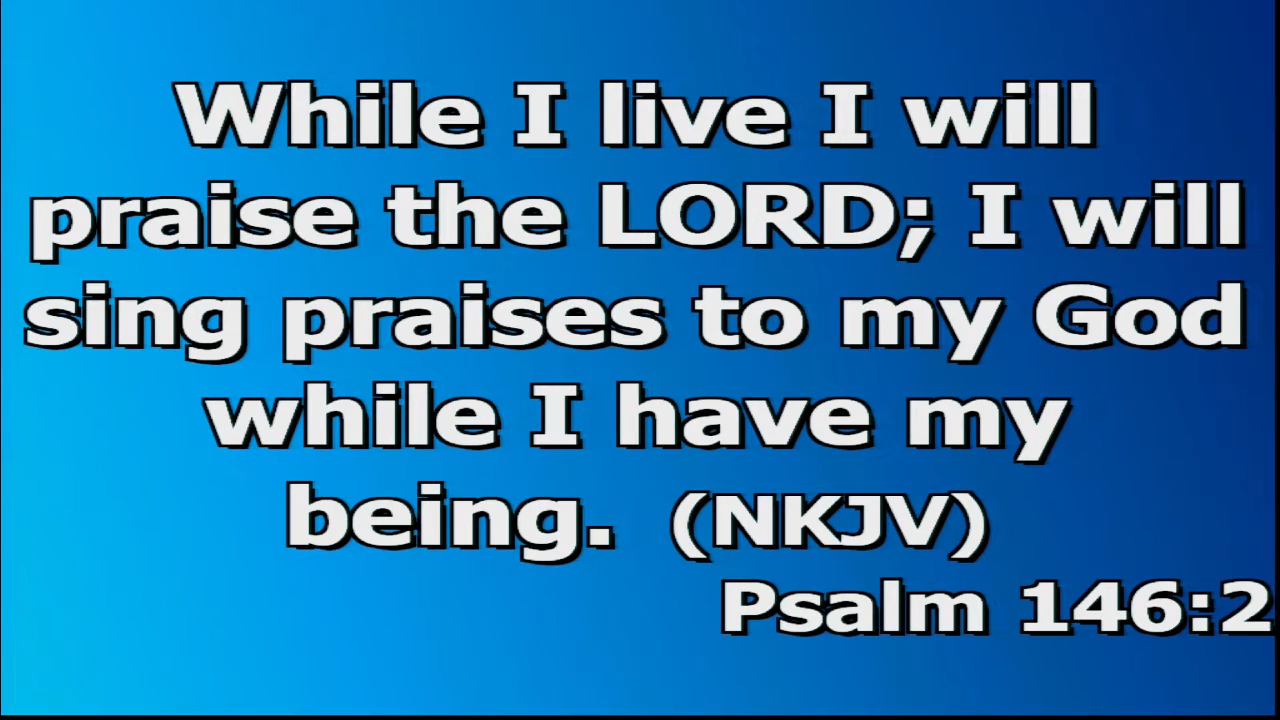 While I live I will
praise the LORD; I will
sing praises to my God
while I have my
being. (NKJV)
Psalm 146:2